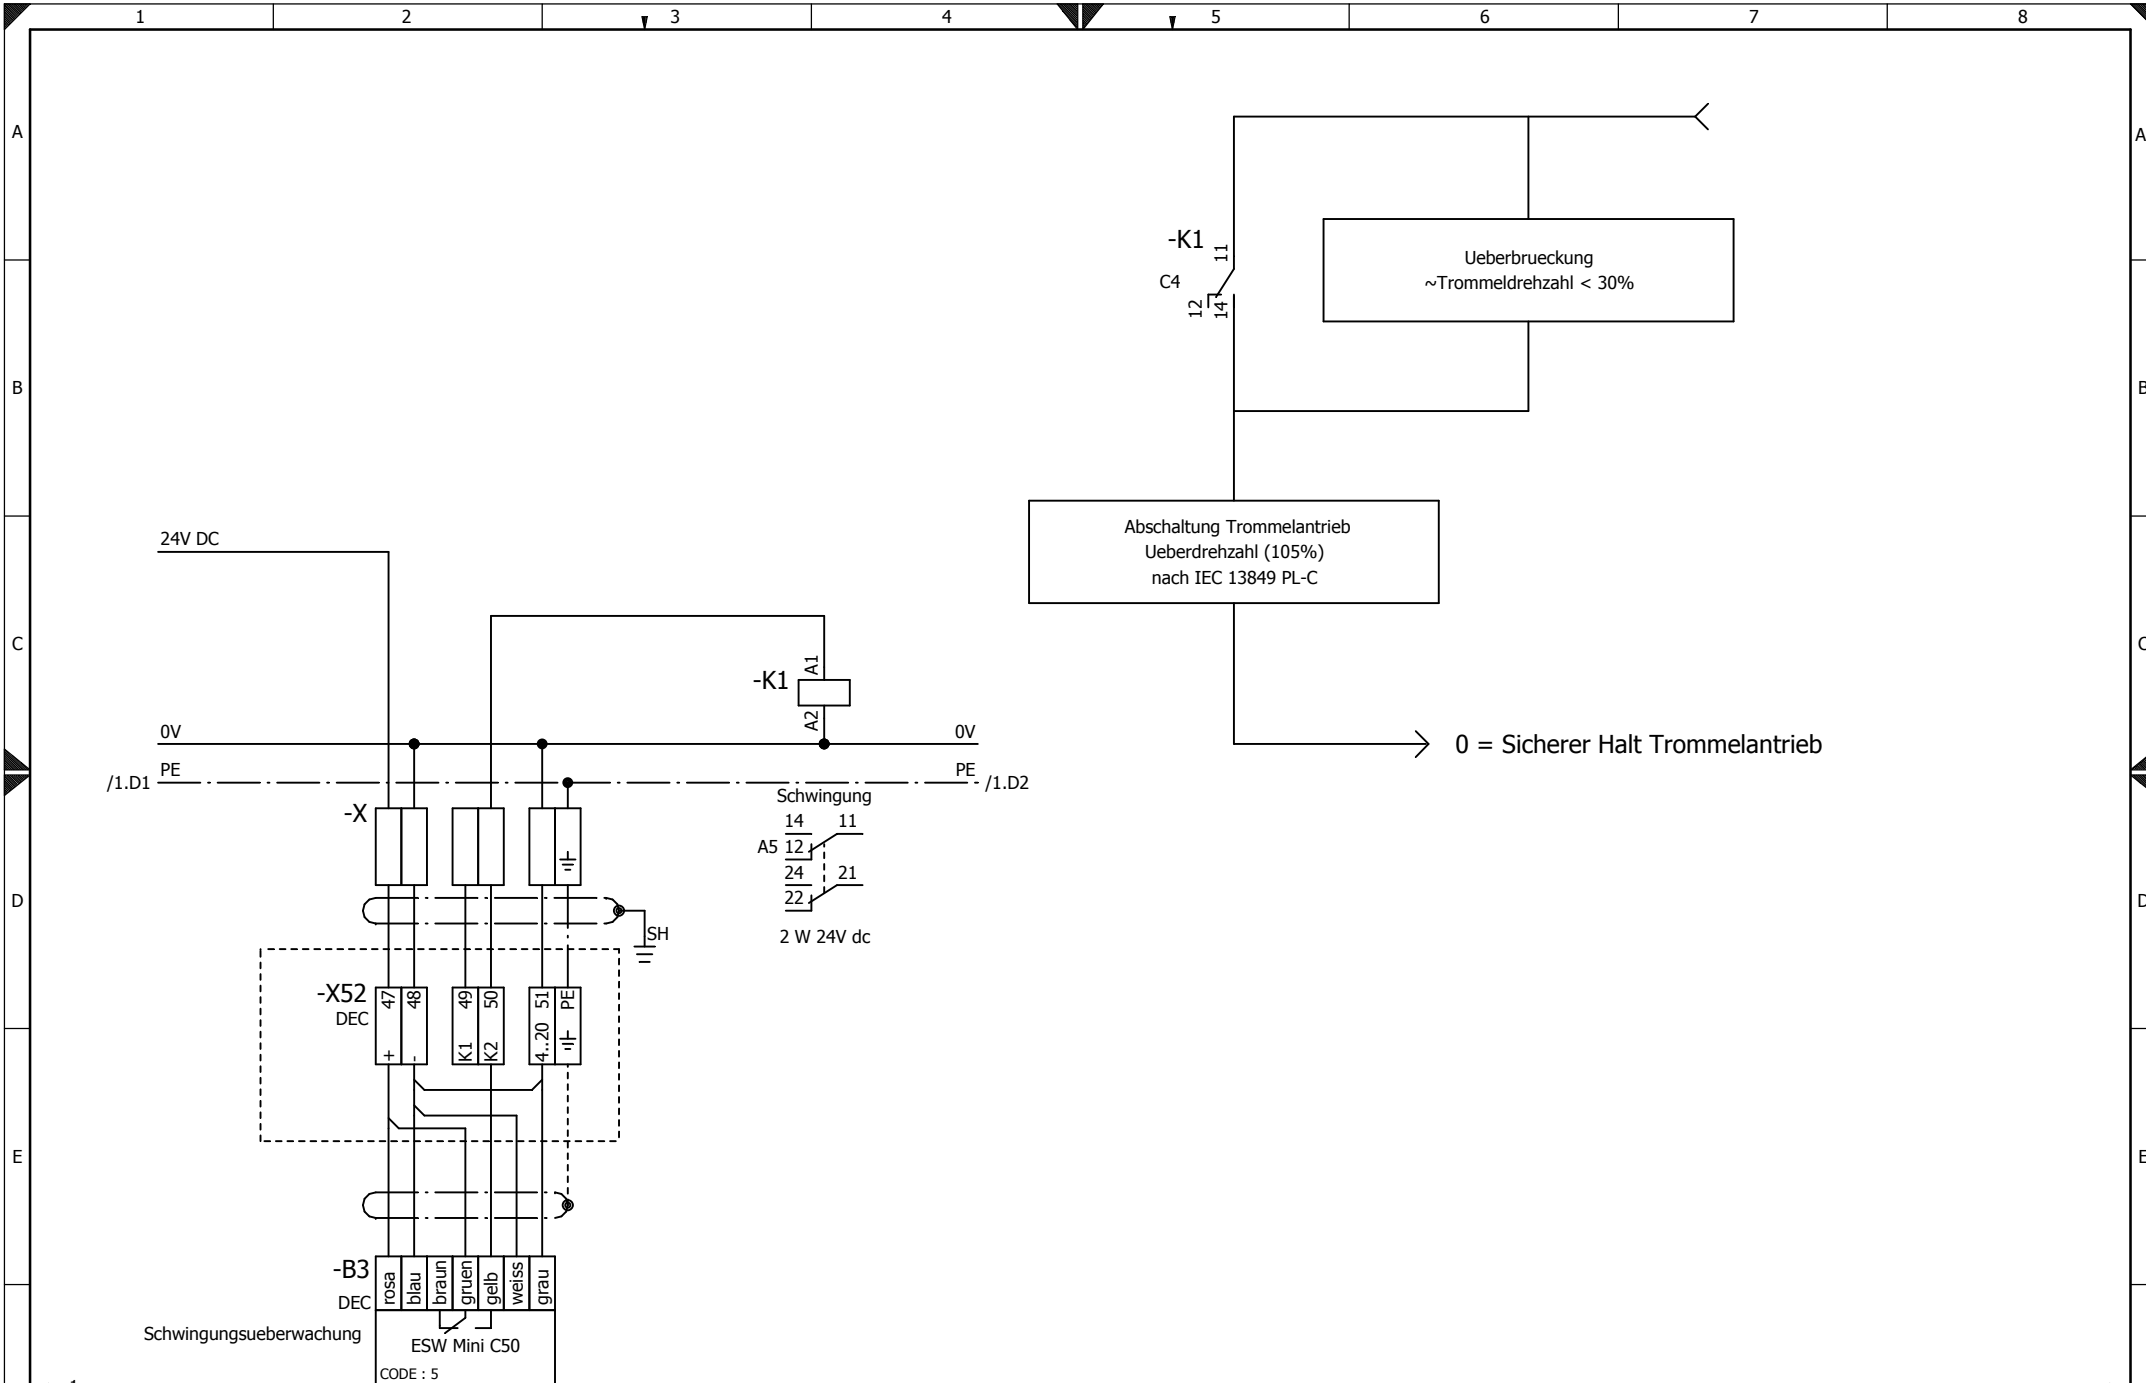 1 2 3 4 5 6 7 8
A A
-K1
11
C4
12
14
Ueberbrueckung
~Trommeldrehzahl < 30%
B B
Abschaltung Trommelantrieb
Ueberdrehzahl (105%)
nach IEC 13849 PL-C
24V DC
C C
-K1
A1
A2
0V 0V
0 = Sicherer Halt Trommelantrieb
/1.D1 PE PE /1.D2
-X
Schwingung
14 11
A5 12
24 21
22
2 W 24V dc
D D
SH
-X52
DEC
47 48 49 50 51 PE
+ - K1 K2 4..20
E E
-B3
DEC
rosa blau braun gruen gelb weiss grau
Schwingungsueberwachung
ESW Mini C50
CODE : 5